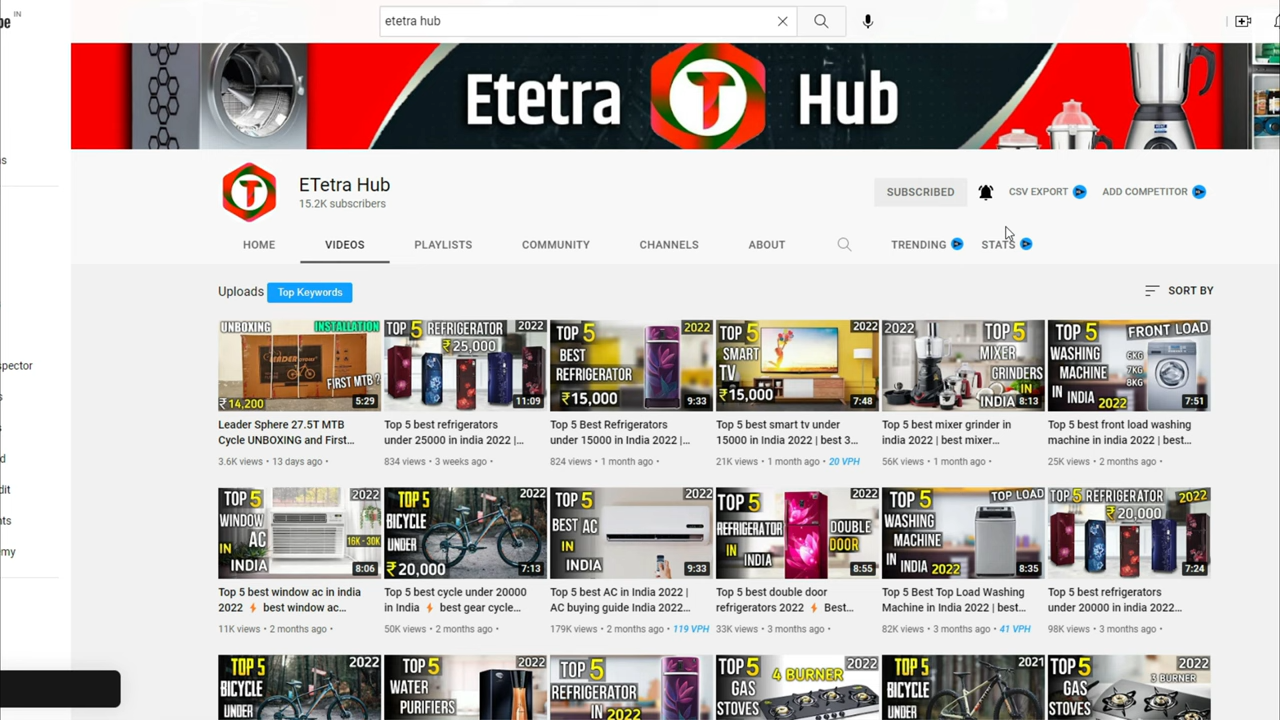 be IN
etetra hub
Etetra T Hub
T
ETetra Hub
15.2K subscribers
SUBSCRIBED
CSV EXPORT
ADD COMPETITOR
HOME
VIDEOS
PLAYLISTS
COMMUNITY
CHANNELS
ABOUT
TRENDING
STATS
Uploads
Top Keywords
SORT BY
UNBOXING INSTALLATION
LEADER
FIRST MTB ?
₹14,200
5:29
TOP 5 REFRIGERATOR 2022
₹25,000
11:09
TOP 5 2022
BEST
REFRIGERATOR
₹15,000
9:33
TOP 5 2022
SMART
TV
₹15,000
7:48
2022 TOP 5
MIXER
GRINDERS
IN
INDIA
8:13
TOP 5 FRONT LOAD
WASHING
MACHINE
IN INDIA 2022
6KG
7KG
8KG
7:51
Leader Sphere 27.5T MTB
Cycle UNBOXING and First...
3.6K views • 13 days ago •
Top 5 best refrigerators
under 25000 in india 2022 |...
834 views • 3 weeks ago •
Top 5 Best Refrigerators
under 15000 in India 2022 |...
824 views • 1 month ago •
Top 5 best smart tv under
15000 in India 2022 | best 3...
21K views • 1 month ago • 20 VPH
Top 5 best mixer grinder in
india 2022 | best mixer...
56K views • 1 month ago •
Top 5 best front load washing
machine in india 2022 | best...
25K views • 2 months ago •
TOP 5 2022
WINDOW
AC
IN
INDIA
16K - 30K
8:06
TOP 5 2022
BICYCLE
UNDER
₹20,000
7:13
TOP 5 2022
BEST AC
IN
INDIA
9:33
TOP 5 2022
REFRIGERATOR
IN
INDIA
DOUBLE
DOOR
8:55
TOP 5 TOP LOAD
WASHING
MACHINE
IN INDIA 2022
8:35
TOP 5 REFRIGERATOR 2022
₹20,000
7:24
Top 5 best window ac in india
2022 ⚡ best window ac...
11K views • 2 months ago •
Top 5 best cycle under 20000
in India ⚡ best gear cycle...
50K views • 2 months ago •
Top 5 best AC in India 2022 |
AC buying guide India 2022...
179K views • 2 months ago • 119 VPH
Top 5 best double door
refrigerators 2022 ⚡ Best...
33K views • 3 months ago •
Top 5 Best Top Load Washing
Machine in India 2022 | best...
82K views • 3 months ago • 41 VPH
Top 5 best refrigerators
under 20000 in india 2022...
98K views • 3 months ago •
TOP 5 2022
BICYCLE
UNDER
TOP 5 2022
WATER
PURIFIERS
TOP 5
REFRIGERATOR
IN 2022
TOP 5 4 BURNER 2022
GAS
STOVES
TOP 5 2021
BICYCLE
UNDER
TOP 5 2022
GAS
STOVES
3 BURNER
s
spector
s
s
d
dit
nts
my